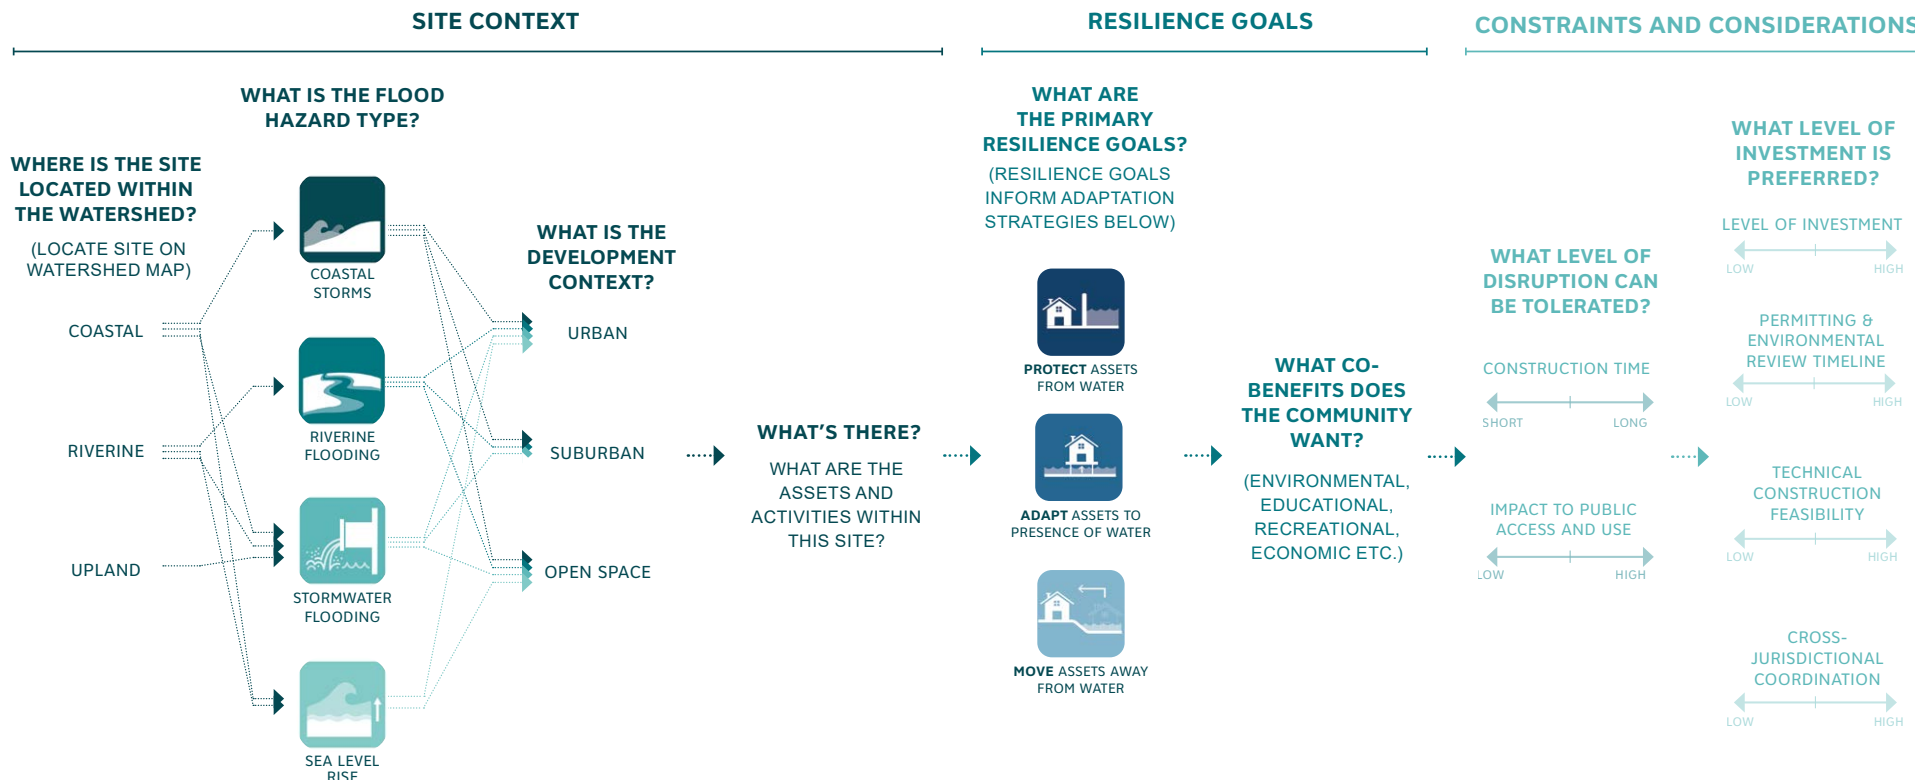 SITE CONTEXT
RESILIENCE GOALS
CONSTRAINTS AND CONSIDERATIONS
WHERE IS THE SITE
LOCATED WITHIN
THE WATERSHED?
(LOCATE SITE ON
WATERSHED MAP)
COASTAL
RIVERINE
UPLAND
WHAT IS THE FLOOD
HAZARD TYPE?
COASTAL
STORMS
RIVERINE
FLOODING
STORMWATER
FLOODING
SEA LEVEL
RISE
WHAT IS THE
DEVELOPMENT
CONTEXT?
URBAN
SUBURBAN
OPEN SPACE
WHAT'S THERE?
WHAT ARE THE
ASSETS AND
ACTIVITIES WITHIN
THIS SITE?
WHAT ARE
THE PRIMARY
RESILIENCE GOALS?
(RESILIENCE GOALS
INFORM ADAPTATION
STRATEGIES BELOW)
PROTECT ASSETS
FROM WATER
ADAPT ASSETS TO
PRESENCE OF WATER
MOVE ASSETS AWAY
FROM WATER
WHAT CO-
BENEFITS DOES
THE COMMUNITY
WANT?
(ENVIRONMENTAL,
EDUCATIONAL,
RECREATIONAL,
ECONOMIC ETC.)
WHAT LEVEL OF
DISRUPTION CAN
BE TOLERATED?
CONSTRUCTION TIME
SHORT LONG
IMPACT TO PUBLIC
ACCESS AND USE
LOW HIGH
WHAT LEVEL OF
INVESTMENT IS
PREFERRED?
LEVEL OF INVESTMENT
LOW HIGH
PERMITTING &
ENVIRONMENTAL
REVIEW TIMELINE
LOW HIGH
TECHNICAL
CONSTRUCTION
FEASIBILITY
LOW HIGH
CROSS-
JURISDICTIONAL
COORDINATION
LOW HIGH